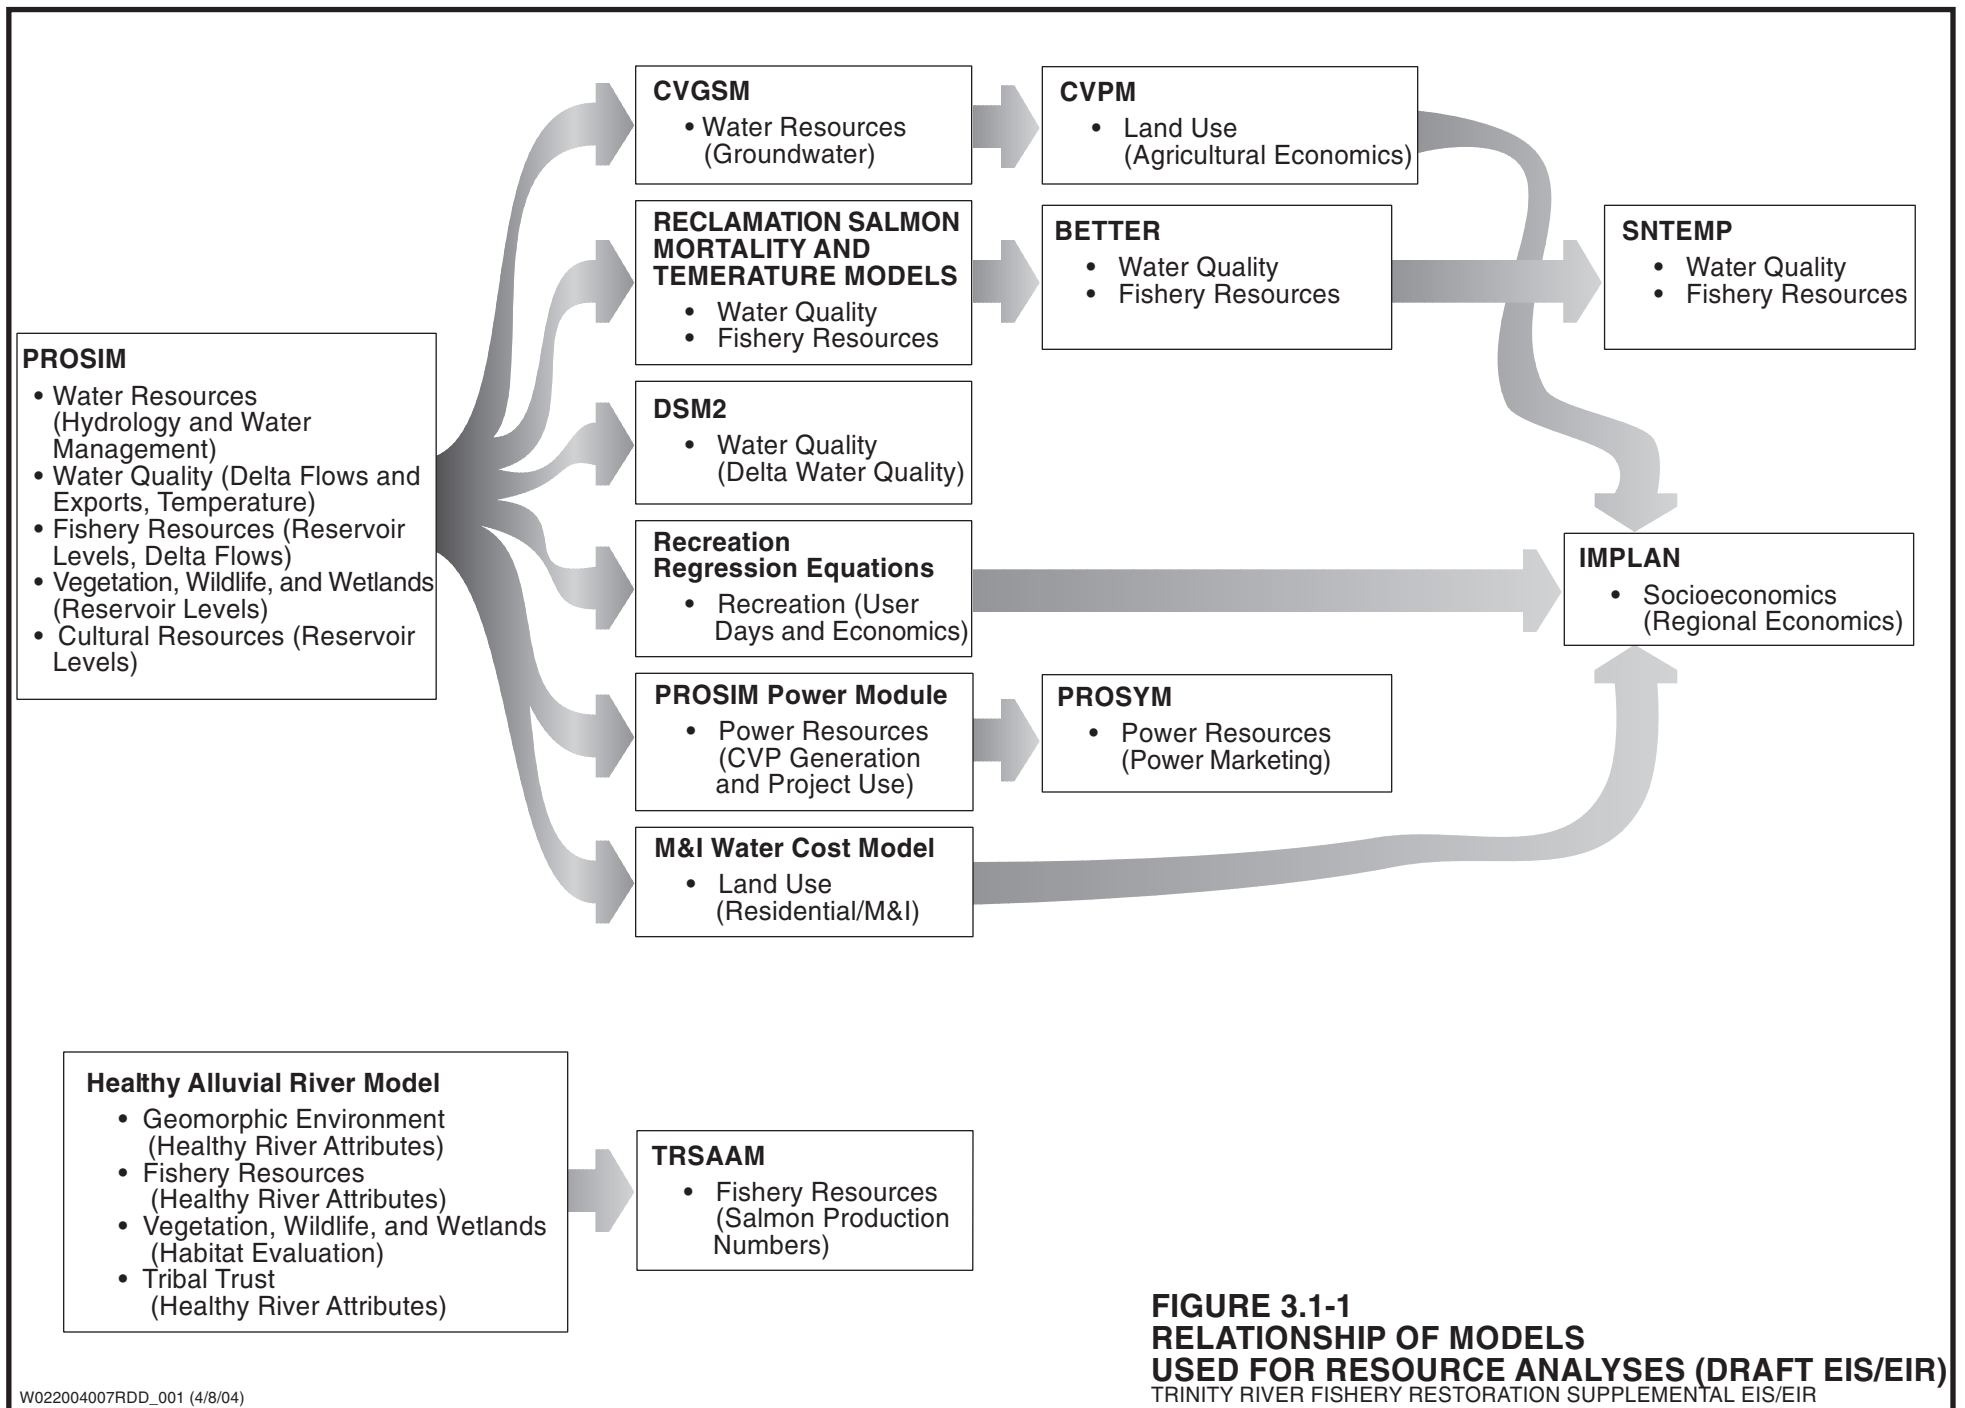 CVGSM
• Water Resources
(Groundwater)
CVPM
• Land Use
(Agricultural Economics)
RECLAMATION SALMON
MORTALITY AND
TEMERATURE MODELS
• Water Quality
• Fishery Resources
BETTER
• Water Quality
• Fishery Resources
SNTEMP
• Water Quality
• Fishery Resources
PROSIM
• Water Resources
(Hydrology and Water
Management)
• Water Quality (Delta Flows and
Exports, Temperature)
• Fishery Resources (Reservoir
Levels, Delta Flows)
• Vegetation, Wildlife, and Wetlands
(Reservoir Levels)
• Cultural Resources (Reservoir
Levels)
DSM2
• Water Quality
(Delta Water Quality)
Recreation
Regression Equations
• Recreation (User
Days and Economics)
IMPLAN
• Socioeconomics
(Regional Economics)
PROSIM Power Module
• Power Resources
(CVP Generation
and Project Use)
PROSYM
• Power Resources
(Power Marketing)
M&I Water Cost Model
• Land Use
(Residential/M&I)
Healthy Alluvial River Model
• Geomorphic Environment
(Healthy River Attributes)
• Fishery Resources
(Healthy River Attributes)
• Vegetation, Wildlife, and Wetlands
(Habitat Evaluation)
• Tribal Trust
(Healthy River Attributes)
TRSAAM
• Fishery Resources
(Salmon Production
Numbers)
FIGURE 3.1-1
RELATIONSHIP OF MODELS
USED FOR RESOURCE ANALYSES (DRAFT EIS/EIR)
TRINITY RIVER FISHERY RESTORATION SUPPLEMENTAL EIS/EIR
W022004007RDD_001 (4/8/04)